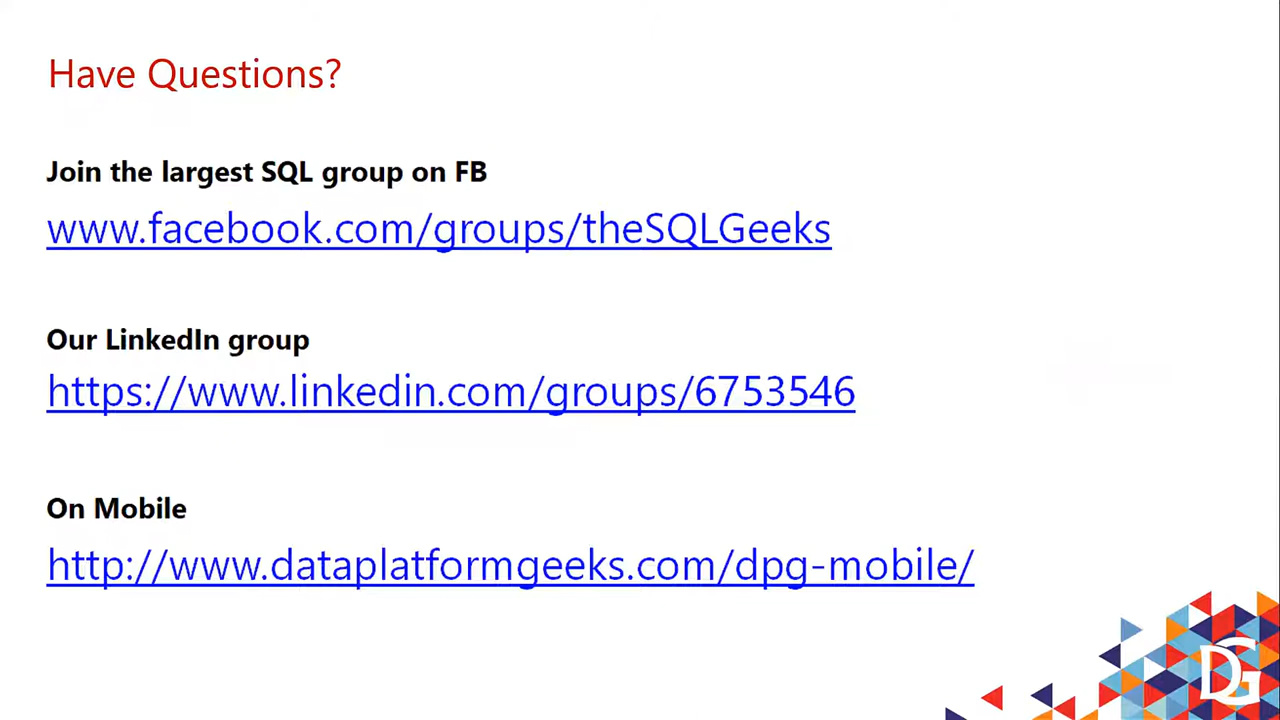 Have Questions?
Join the largest SQL group on FB
www.facebook.com/groups/theSQLGeeks
Our LinkedIn group
https://www.linkedin.com/groups/6753546
On Mobile
http://www.dataplatformgeeks.com/dpg-mobile/
DG